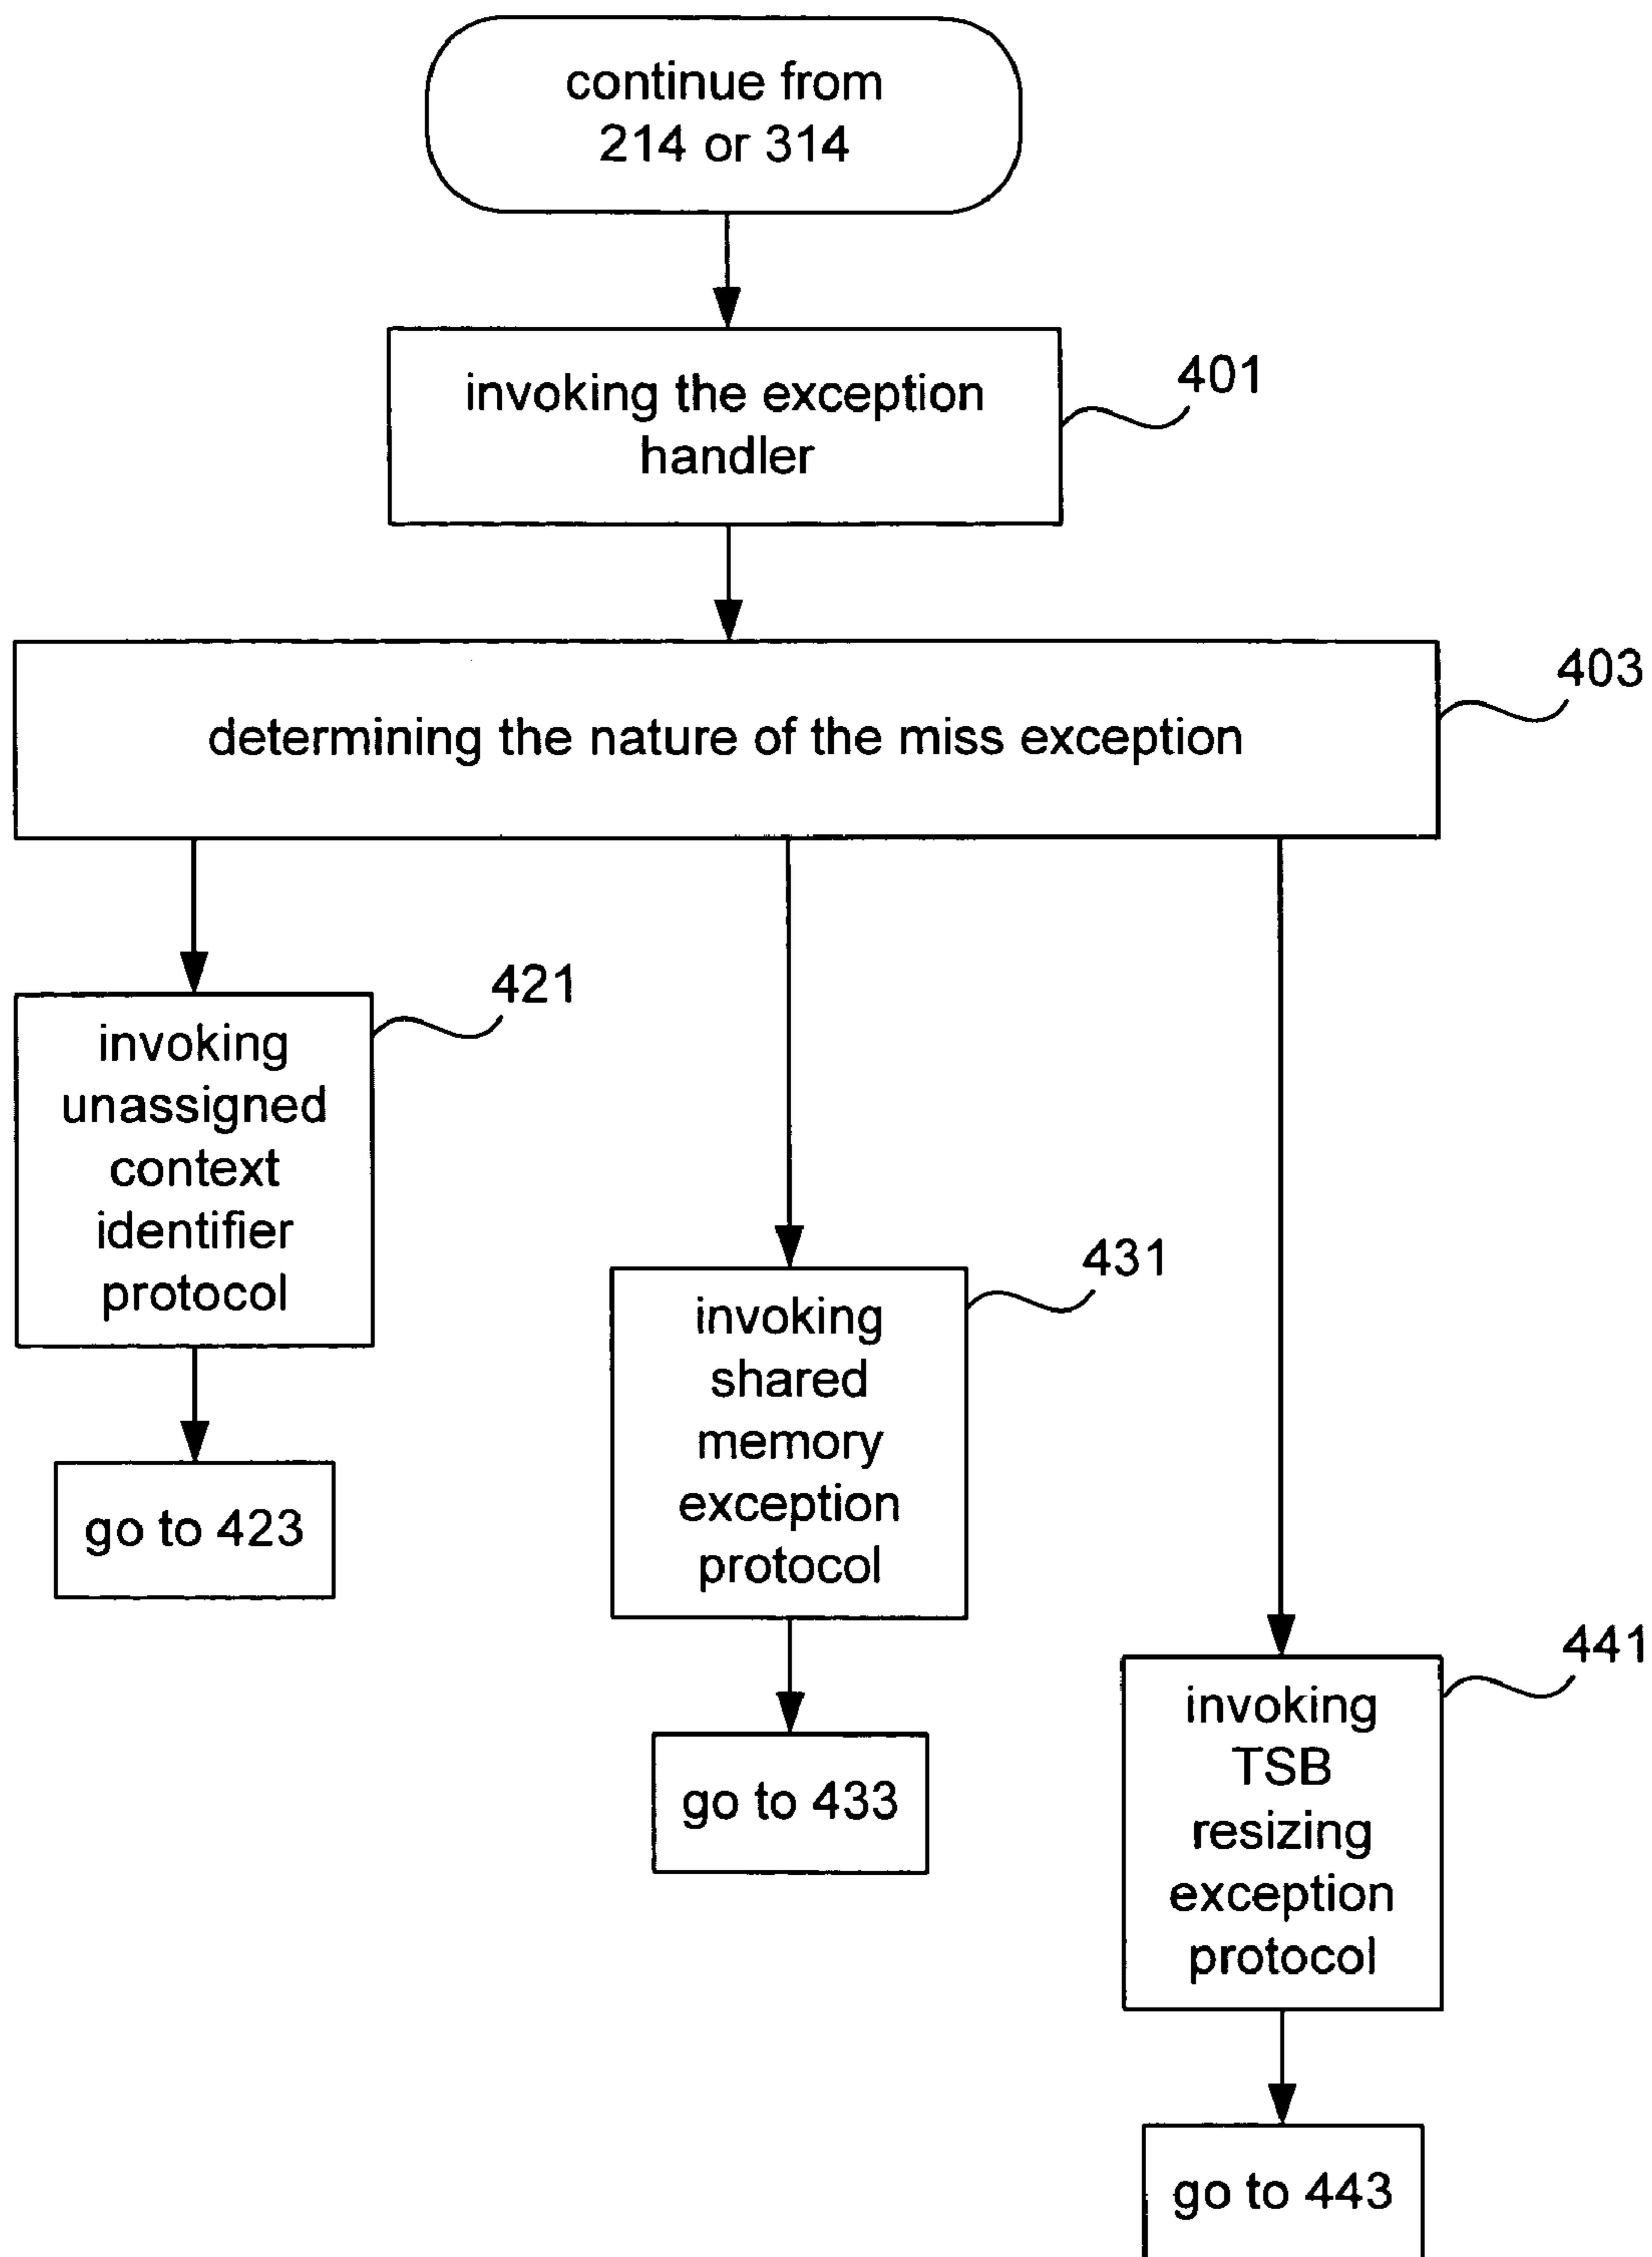 continue from
214 or 314
invoking the exception
handler
401
determining the nature of the miss exception
403
invoking
unassigned
context
identifier
protocol
421
go to 423
invoking
shared
memory
exception
protocol
431
go to 433
invoking
TSB
resizing
exception
protocol
441
go to 443